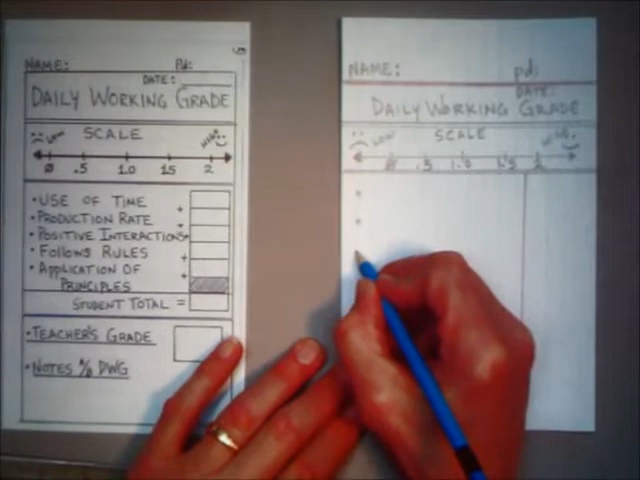 NAME: Pd:
DATE:
DAILY WORKING GRADE
LOW SCALE HIGH
0 .5 1.0 1.5 2
• USE OF TIME
• PRODUCTION RATE +
• POSITIVE INTERACTIONS +
• FOLLOWS RULES +
• APPLICATION OF +
PRINCIPLES
STUDENT TOTAL =
• TEACHER'S GRADE
• NOTES % DWG
NAME: pd:
DATE:
DAILY WORKING GRADE
LOW SCALE HIGH
0 .5 1.0 1.5 2